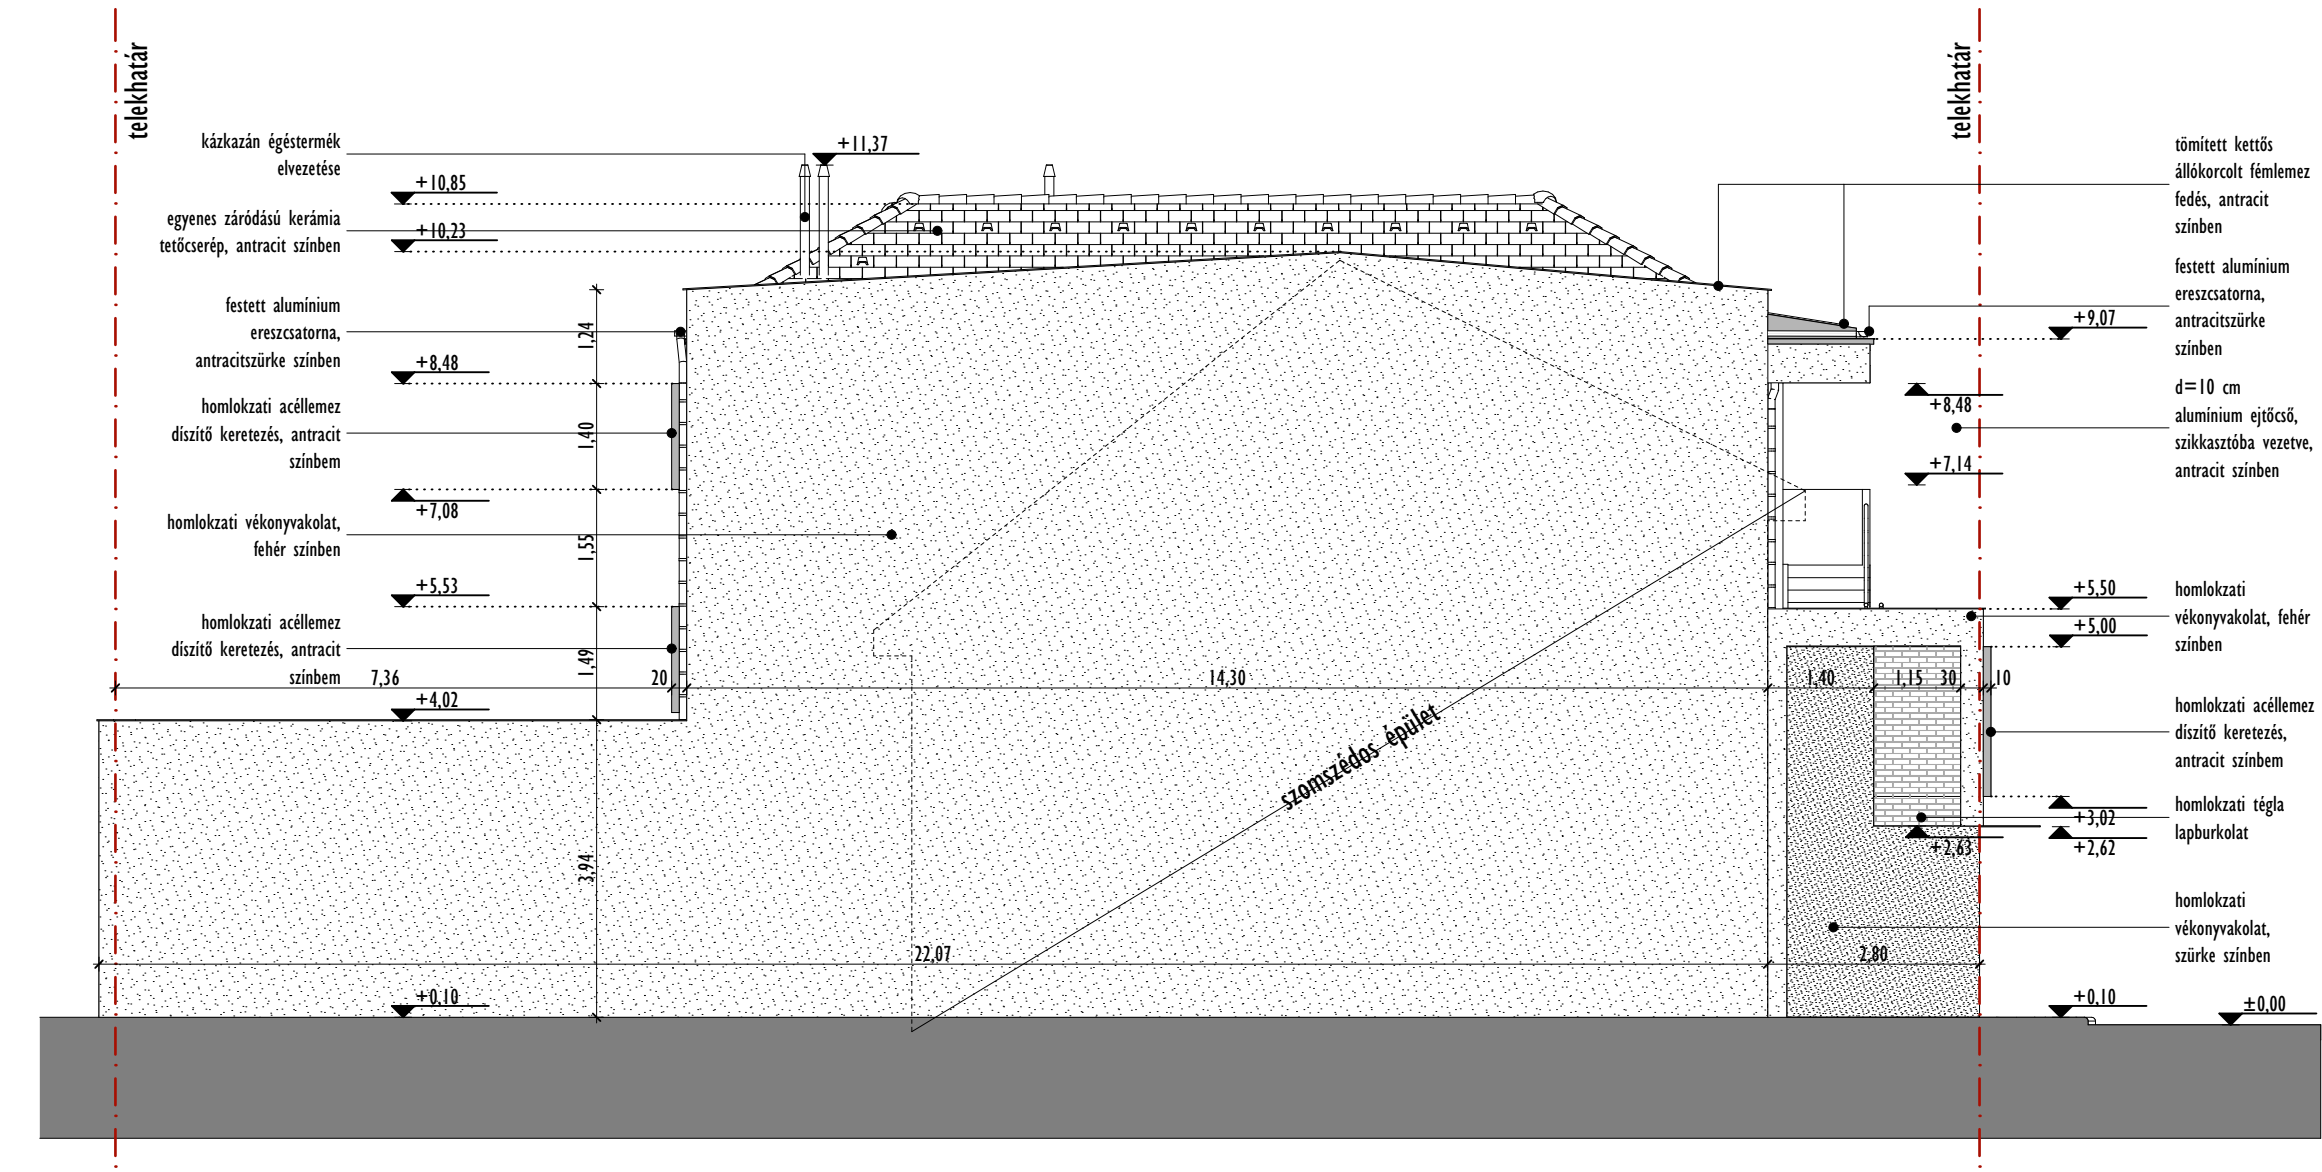 telekhatár
telekhatár
kázkazán égéstermék
elvezetése
+11,37
+10,85
egyenes záródású kerámia
tetőcserép, antracit színben
+10,23
festett alumínium
ereszcsatorna,
antracitszürke színben
+8,48
homlokzati acéllemez
díszítő keretezés, antracit
színbem
+7,08
homlokzati vékonyvakolat,
fehér színben
+5,53
homlokzati acéllemez
díszítő keretezés, antracit
színbem
7,36
20
14,30
1,40
1,15
30
10
+4,02
1,24
1,40
1,55
1,49
3,94
szomszédos épület
22,07
2,80
+0,10
tömített kettős
állókorcolt fémlemez
fedés, antracit
színben
festett alumínium
ereszcsatorna,
antracitszürke
színben
+9,07
d=10 cm
alumínium ejtőcső,
szikkasztóba vezetve,
antracit színben
+8,48
+7,14
homlokzati
vékonyvakolat, fehér
színben
+5,50
+5,00
homlokzati acéllemez
díszítő keretezés,
antracit színbem
homlokzati tégla
lapburkolat
+3,02
+2,63
+2,62
homlokzati
vékonyvakolat,
szürke színben
+0,10
±0,00